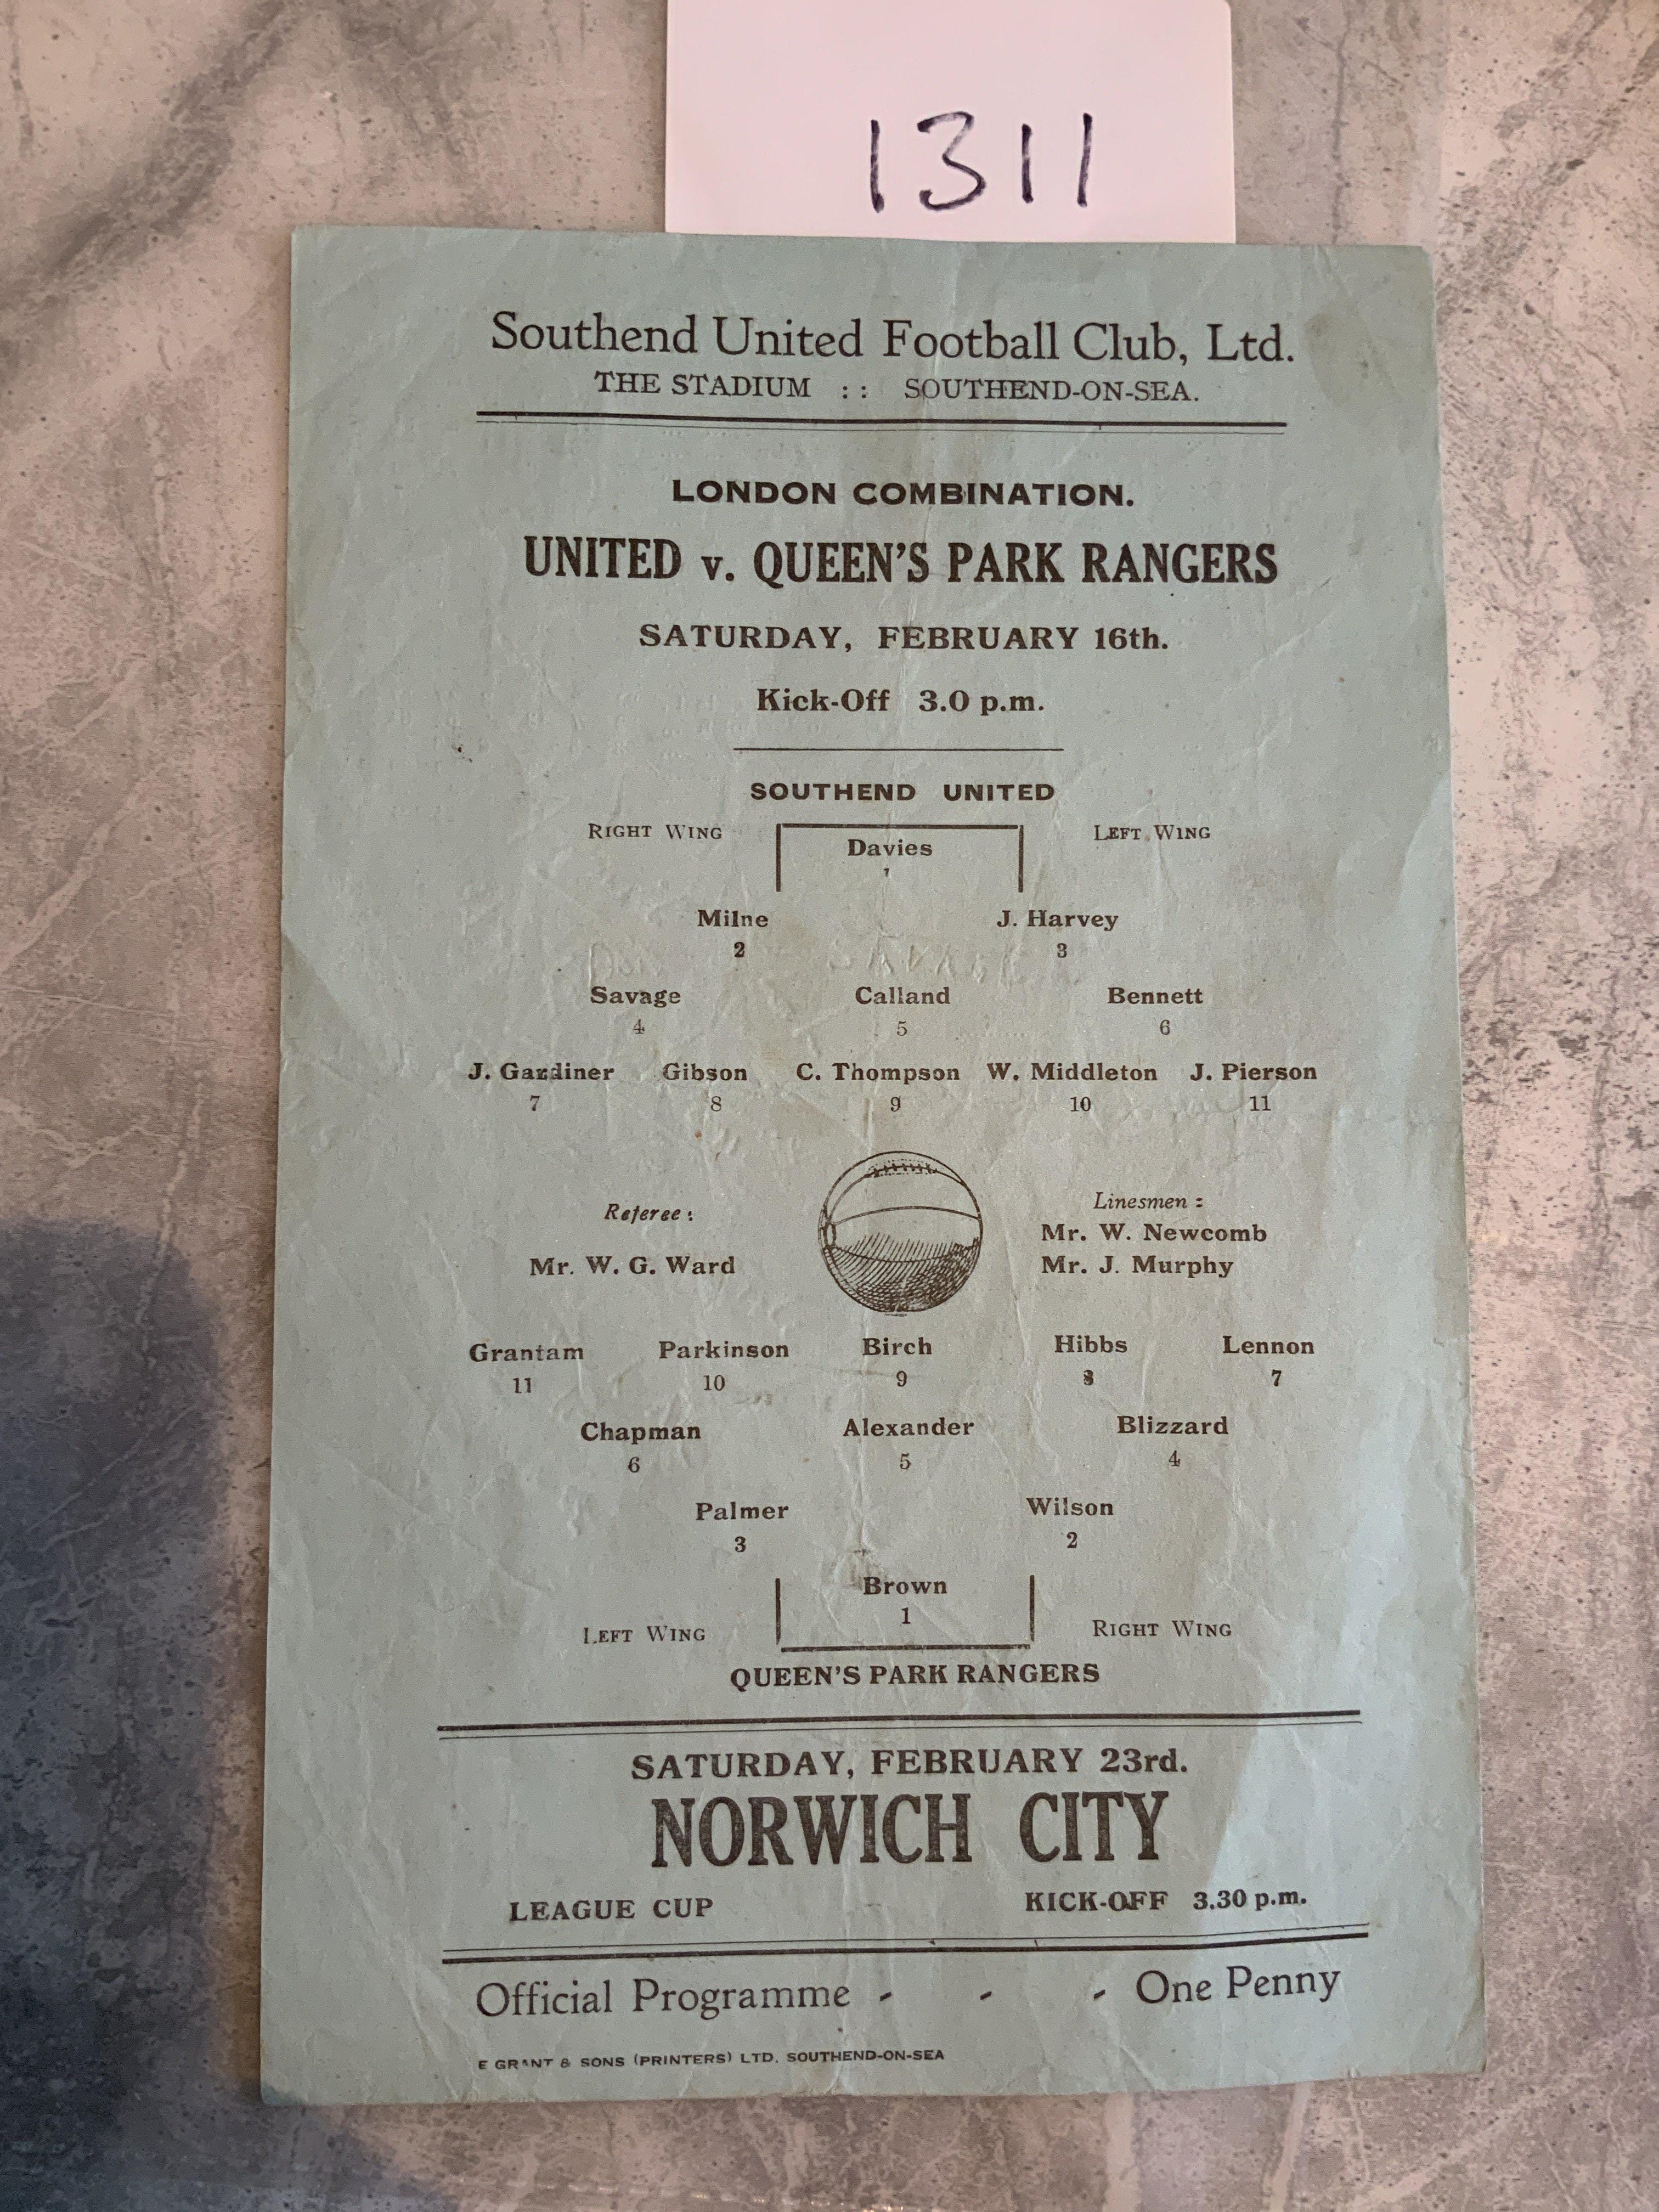 1311
Southend United Football Club, Ltd.
THE STADIUM :: SOUTHEND-ON-SEA.
LONDON COMBINATION.
UNITED v. QUEEN'S PARK RANGERS
SATURDAY, FEBRUARY 16th.
Kick-Off 3.0 p.m.
SOUTHEND UNITED
RIGHT WING LEFT WING
Davies
1
Milne J. Harvey
2 3
SAVAGE
Savage Calland Bennett
4 5 6
J. Gardiner Gibson C. Thompson W. Middleton J. Pierson
7 8 9 10 11
Referee: Linesmen:
Mr. W. Newcomb
Mr. W. G. Ward Mr. J. Murphy
Grantam Parkinson Birch Hibbs Lennon
11 10 9 8 7
Chapman Alexander Blizzard
6 5 4
Palmer Wilson
3 2
Brown
1
LEFT WING RIGHT WING
QUEEN'S PARK RANGERS
SATURDAY, FEBRUARY 23rd.
NORWICH CITY
LEAGUE CUP KICK-OFF 3.30 p.m.
Official Programme - - - One Penny
E GRANT & SONS (PRINTERS) LTD. SOUTHEND-ON-SEA